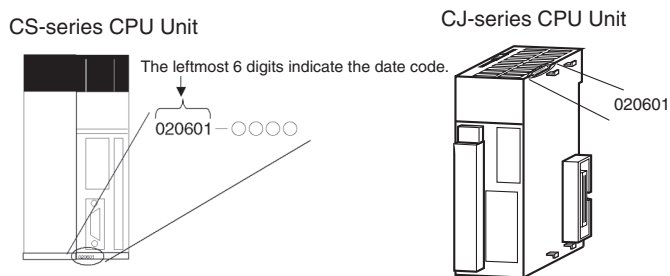 CS-series CPU Unit
CJ-series CPU Unit
The leftmost 6 digits indicate the date code.
020601-○○○○
020601
020601